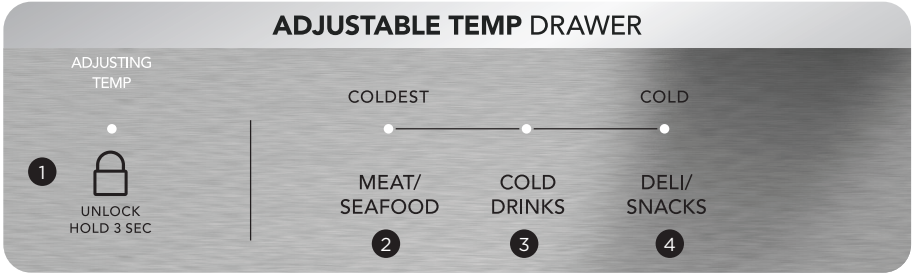 ADJUSTABLE TEMP DRAWER
ADJUSTING
TEMP
COLDEST
COLD
1
UNLOCK
HOLD 3 SEC
MEAT/
SEAFOOD
2
COLD
DRINKS
3
DELI/
SNACKS
4